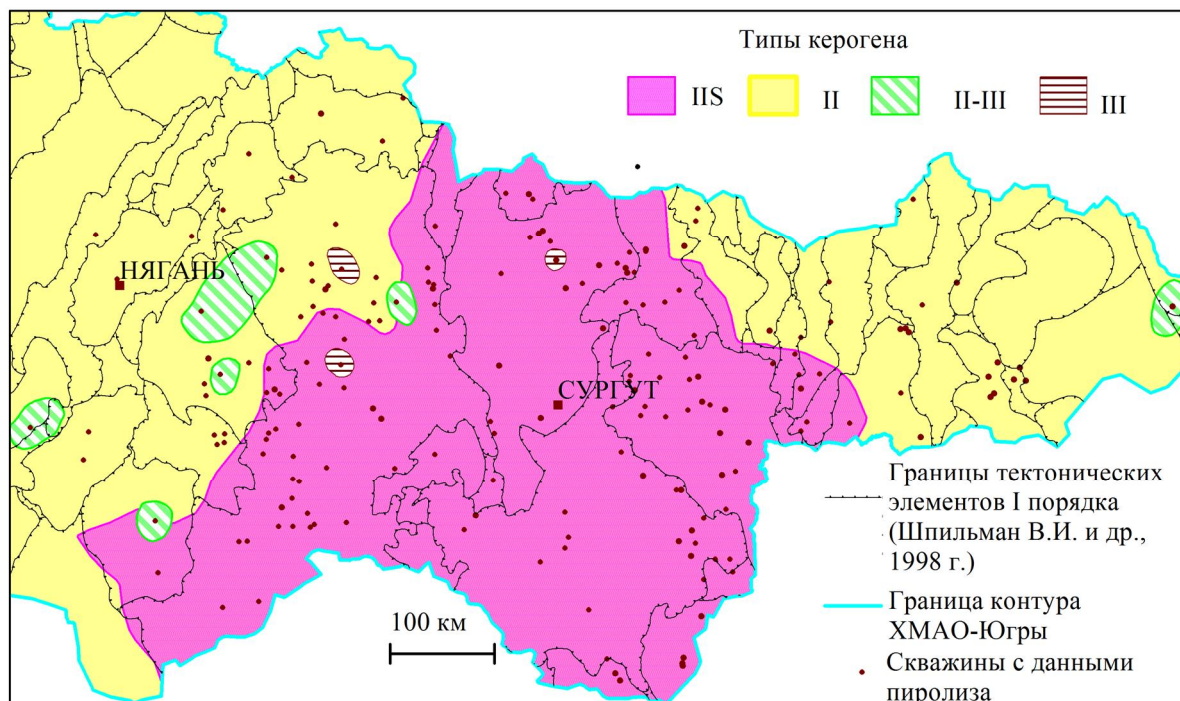 Типы керогена
IIS
II
II-III
III
НЯГАНЬ
СУРГУТ
Границы тектонических
элементов I порядка
(Шпильман В.И. и др.,
1998 г.)
100 км
Граница контура
ХМАО-Югры
Скважины с данными
пиролиза